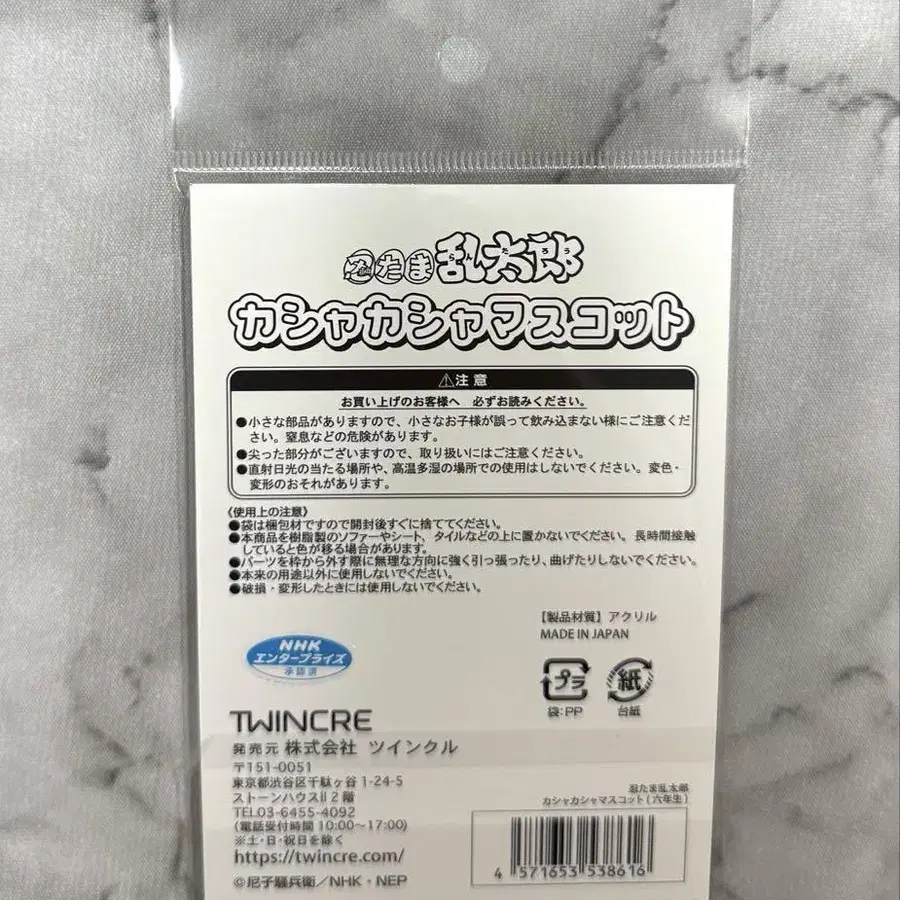 忍たま乱太郎
カシャカシャマスコット
⚠注意
お買い上げのお客様へ 必ずお読みください。
●小さな部品がありますので、小さなお子様が誤って飲み込まない様にご注意くだ
さい。窒息などの危険があります。
●尖った部分がございますので、取り扱いにはご注意ください。
●直射日光の当たる場所や、高温多湿の場所での使用はしないでください。変色・
変形のおそれがあります。
《使用上の注意》
●袋は梱包材ですので開封後すぐに捨ててください。
●本商品を樹脂製のソファーやシート、タイルなどの上に置かないでください。長時間接触
していると色が移る場合があります。
●パーツを枠から外す際に無理な方向に強く引っ張ったり、曲げたりしないでください。
●本来の用途以外に使用しないでください。
●破損・変形したときには使用しないでください。
【製品材質】アクリル
MADE IN JAPAN
NHK
エンタープライズ
承認済
プラ
袋:PP
紙
台紙
TWINCRE
発売元 株式会社 ツインクル
〒151-0051
東京都渋谷区千駄ヶ谷1-24-5
ストーンハウスⅡ2階
TEL03-6455-4092
(電話受付時間 10:00~17:00)
※土・日・祝日を除く
https://twincre.com/
©尼子騒兵衛/NHK・NEP
忍たま乱太郎
カシャカシャマスコット(六年生)
4 571653 538616